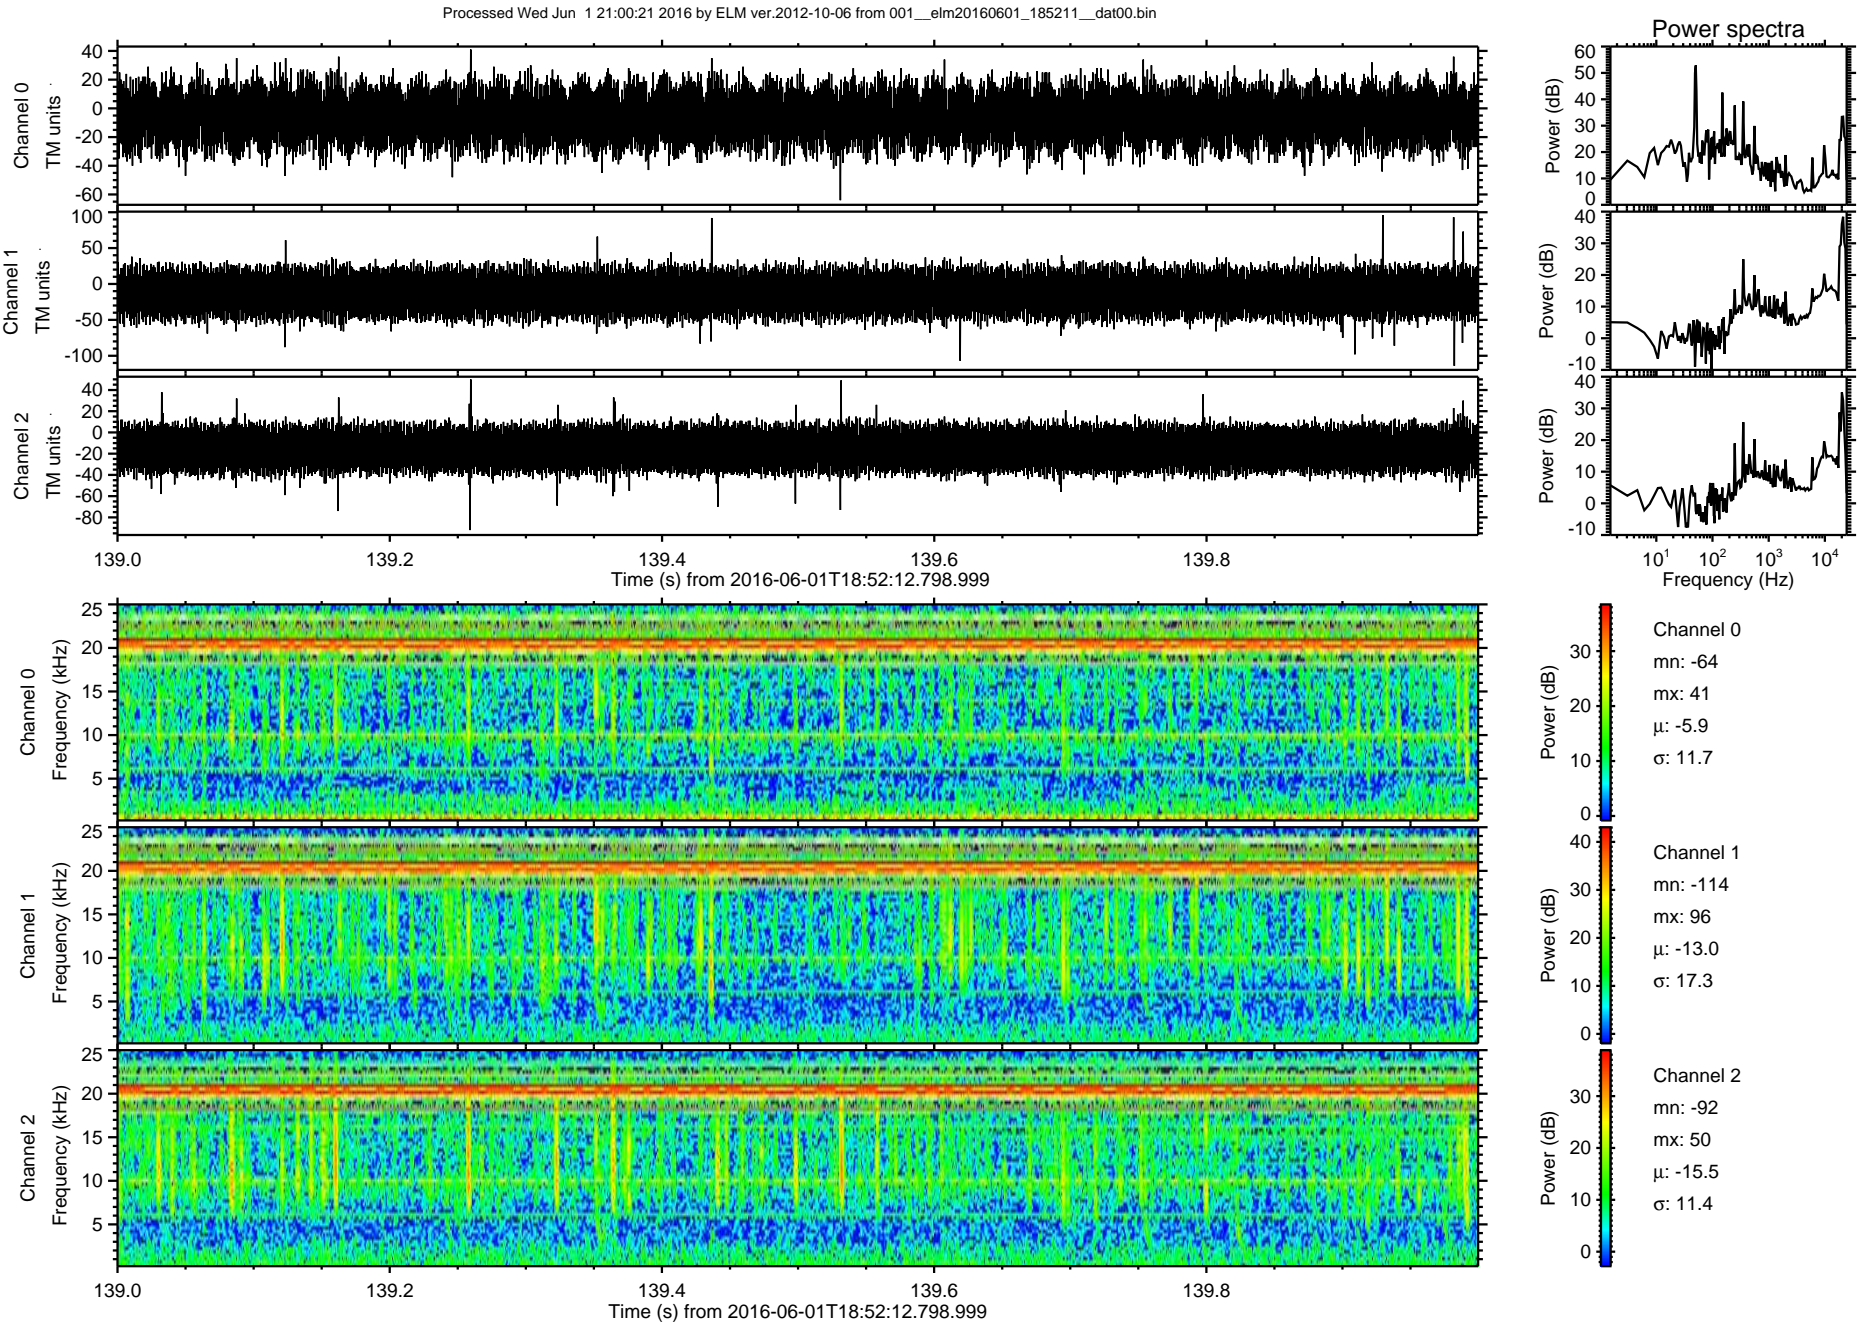 Processed Wed Jun 1 21:00:21 2016 by ELM ver.2012-10-06 from 001__elm20160601_185211__dat00.bin
Power spectra
Channel 0
TM units
40
20
0
-20
-40
-60
Power (dB)
60
50
40
30
20
10
0
Channel 1
TM units
100
50
0
-50
-100
Power (dB)
40
30
20
10
0
-10
Channel 2
TM units
40
20
0
-20
-40
-60
-80
Power (dB)
40
30
20
10
0
-10
139.0 139.2 139.4 139.6 139.8
Time (s) from 2016-06-01T18:52:12.798.999
10^1 10^2 10^3 10^4
Frequency (Hz)
Channel 0
Frequency (kHz)
25
20
15
10
5
Power (dB)
30
20
10
0
Channel 0
mn: -64
mx: 41
μ: -5.9
σ: 11.7
Channel 1
Frequency (kHz)
25
20
15
10
5
Power (dB)
40
30
20
10
0
Channel 1
mn: -114
mx: 96
μ: -13.0
σ: 17.3
Channel 2
Frequency (kHz)
25
20
15
10
5
Power (dB)
30
20
10
0
Channel 2
mn: -92
mx: 50
μ: -15.5
σ: 11.4
139.0 139.2 139.4 139.6 139.8
Time (s) from 2016-06-01T18:52:12.798.999